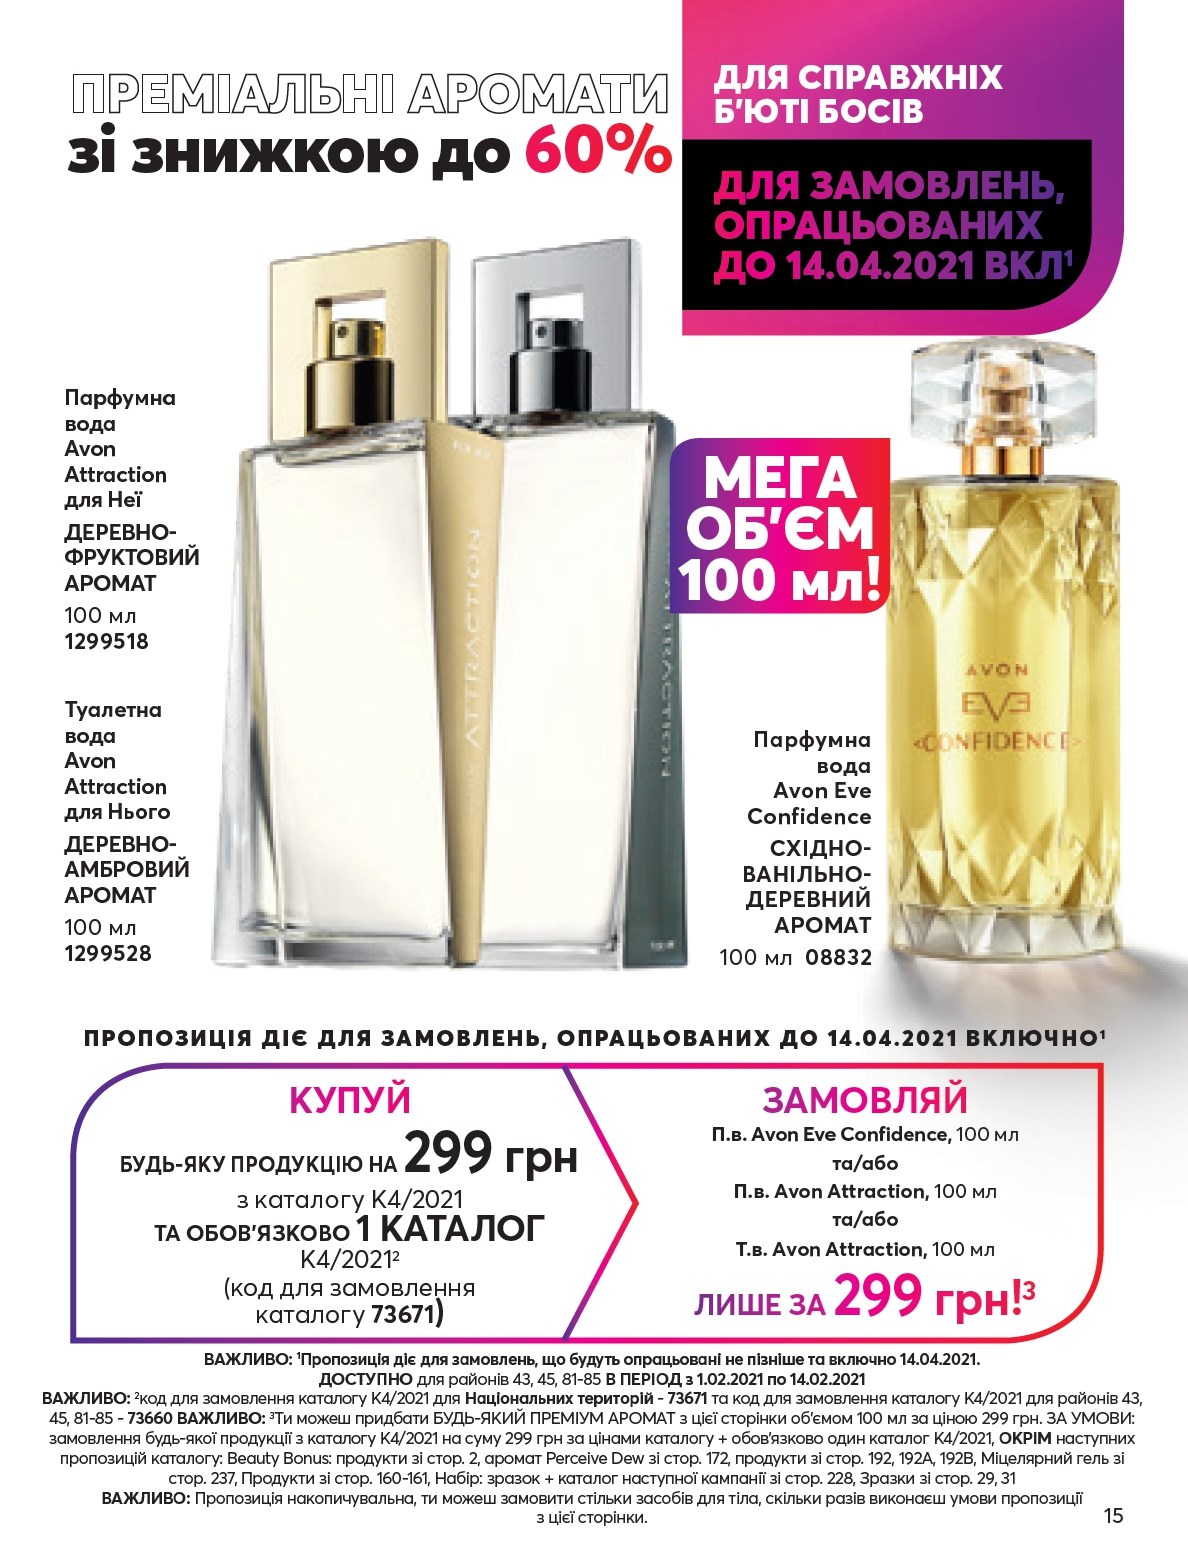 ПРЕМІАЛЬНІ АРОМАТИ
зі знижкою до 60%
ДЛЯ СПРАВЖНІХ
Б’ЮТІ БОСІВ
ДЛЯ ЗАМОВЛЕНЬ,
ОПРАЦЬОВАНИХ
ДО 14.04.2021 ВКЛ¹
Парфумна
вода
Avon
Attraction
для Неї
ДЕРЕВНО-
ФРУКТОВИЙ
АРОМАТ
100 мл
1299518
Туалетна
вода
Avon
Attraction
для Нього
ДЕРЕВНО-
АМБРОВИЙ
АРОМАТ
100 мл
1299528
ATTRACTION
ATTRACTION
МЕГА
ОБ’ЄМ
100 мл!
AVON
EVE
<CONFIDENCE>
Парфумна
вода
Avon Eve
Confidence
СХІДНО-
ВАНІЛЬНО-
ДЕРЕВНИЙ
АРОМАТ
100 мл 08832
ПРОПОЗИЦІЯ ДІЄ ДЛЯ ЗАМОВЛЕНЬ, ОПРАЦЬОВАНИХ ДО 14.04.2021 ВКЛЮЧНО¹
КУПУЙ
БУДЬ-ЯКУ ПРОДУКЦІЮ НА 299 грн
з каталогу К4/2021
ТА ОБОВ’ЯЗКОВО 1 КАТАЛОГ
К4/2021²
(код для замовлення
каталогу 73671)
ЗАМОВЛЯЙ
П.в. Avon Eve Confidence, 100 мл
та/або
П.в. Avon Attraction, 100 мл
та/або
Т.в. Avon Attraction, 100 мл
ЛИШЕ ЗА 299 грн!³
ВАЖЛИВО: ¹Пропозиція діє для замовлень, що будуть опрацьовані не пізніше та включно 14.04.2021.
ДОСТУПНО для районів 43, 45, 81-85 В ПЕРІОД з 1.02.2021 по 14.02.2021
ВАЖЛИВО: ²код для замовлення каталогу К4/2021 для Національних територій - 73671 та код для замовлення каталогу К4/2021 для районів 43,
45, 81-85 - 73660 ВАЖЛИВО: ³Ти можеш придбати БУДЬ-ЯКИЙ ПРЕМІУМ АРОМАТ з цієї сторінки об’ємом 100 мл за ціною 299 грн. ЗА УМОВИ:
замовлення будь-якої продукції з каталогу К4/2021 на суму 299 грн за цінами каталогу + обов’язково один каталог К4/2021, ОКРІМ наступних
пропозицій каталогу: Beauty Bonus: продукти зі стор. 2, аромат Perceive Dew зі стор. 172, продукти зі стор. 192, 192А, 192В, Міцелярний гель зі
стор. 237, Продукти зі стор. 160-161, Набір: зразок + каталог наступної кампанії зі стор. 228, Зразки зі стор. 29, 31
ВАЖЛИВО: Пропозиція накопичувальна, ти можеш замовити стільки засобів для тіла, скільки разів виконаєш умови пропозиції
з цієї сторінки.
15